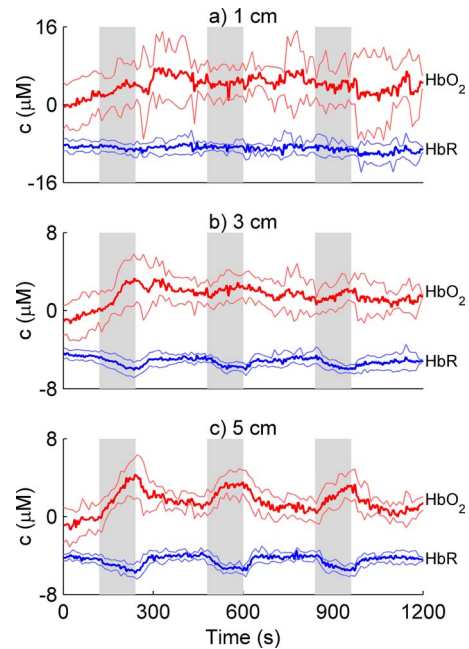 a) 1 cm
16
0
-16
c (μM)
HbO2
HbR
b) 3 cm
8
0
-8
c (μM)
HbO2
HbR
c) 5 cm
8
0
-8
c (μM)
HbO2
HbR
0 300 600 900 1200
Time (s)